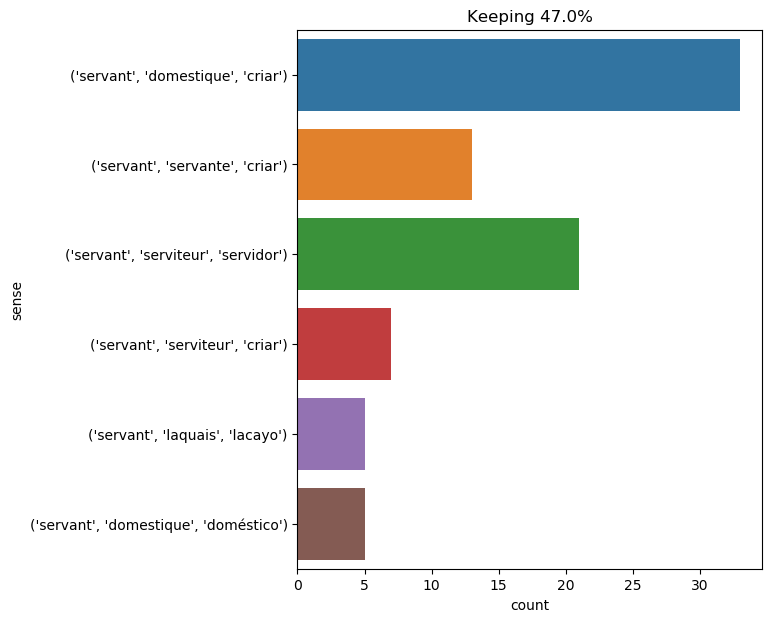 Keeping 47.0%
('servant', 'domestique', 'criar')
('servant', 'servante', 'criar')
('servant', 'serviteur', 'servidor')
('servant', 'serviteur', 'criar')
('servant', 'laquais', 'lacayo')
('servant', 'domestique', 'doméstico')
sense
0 5 10 15 20 25 30
count